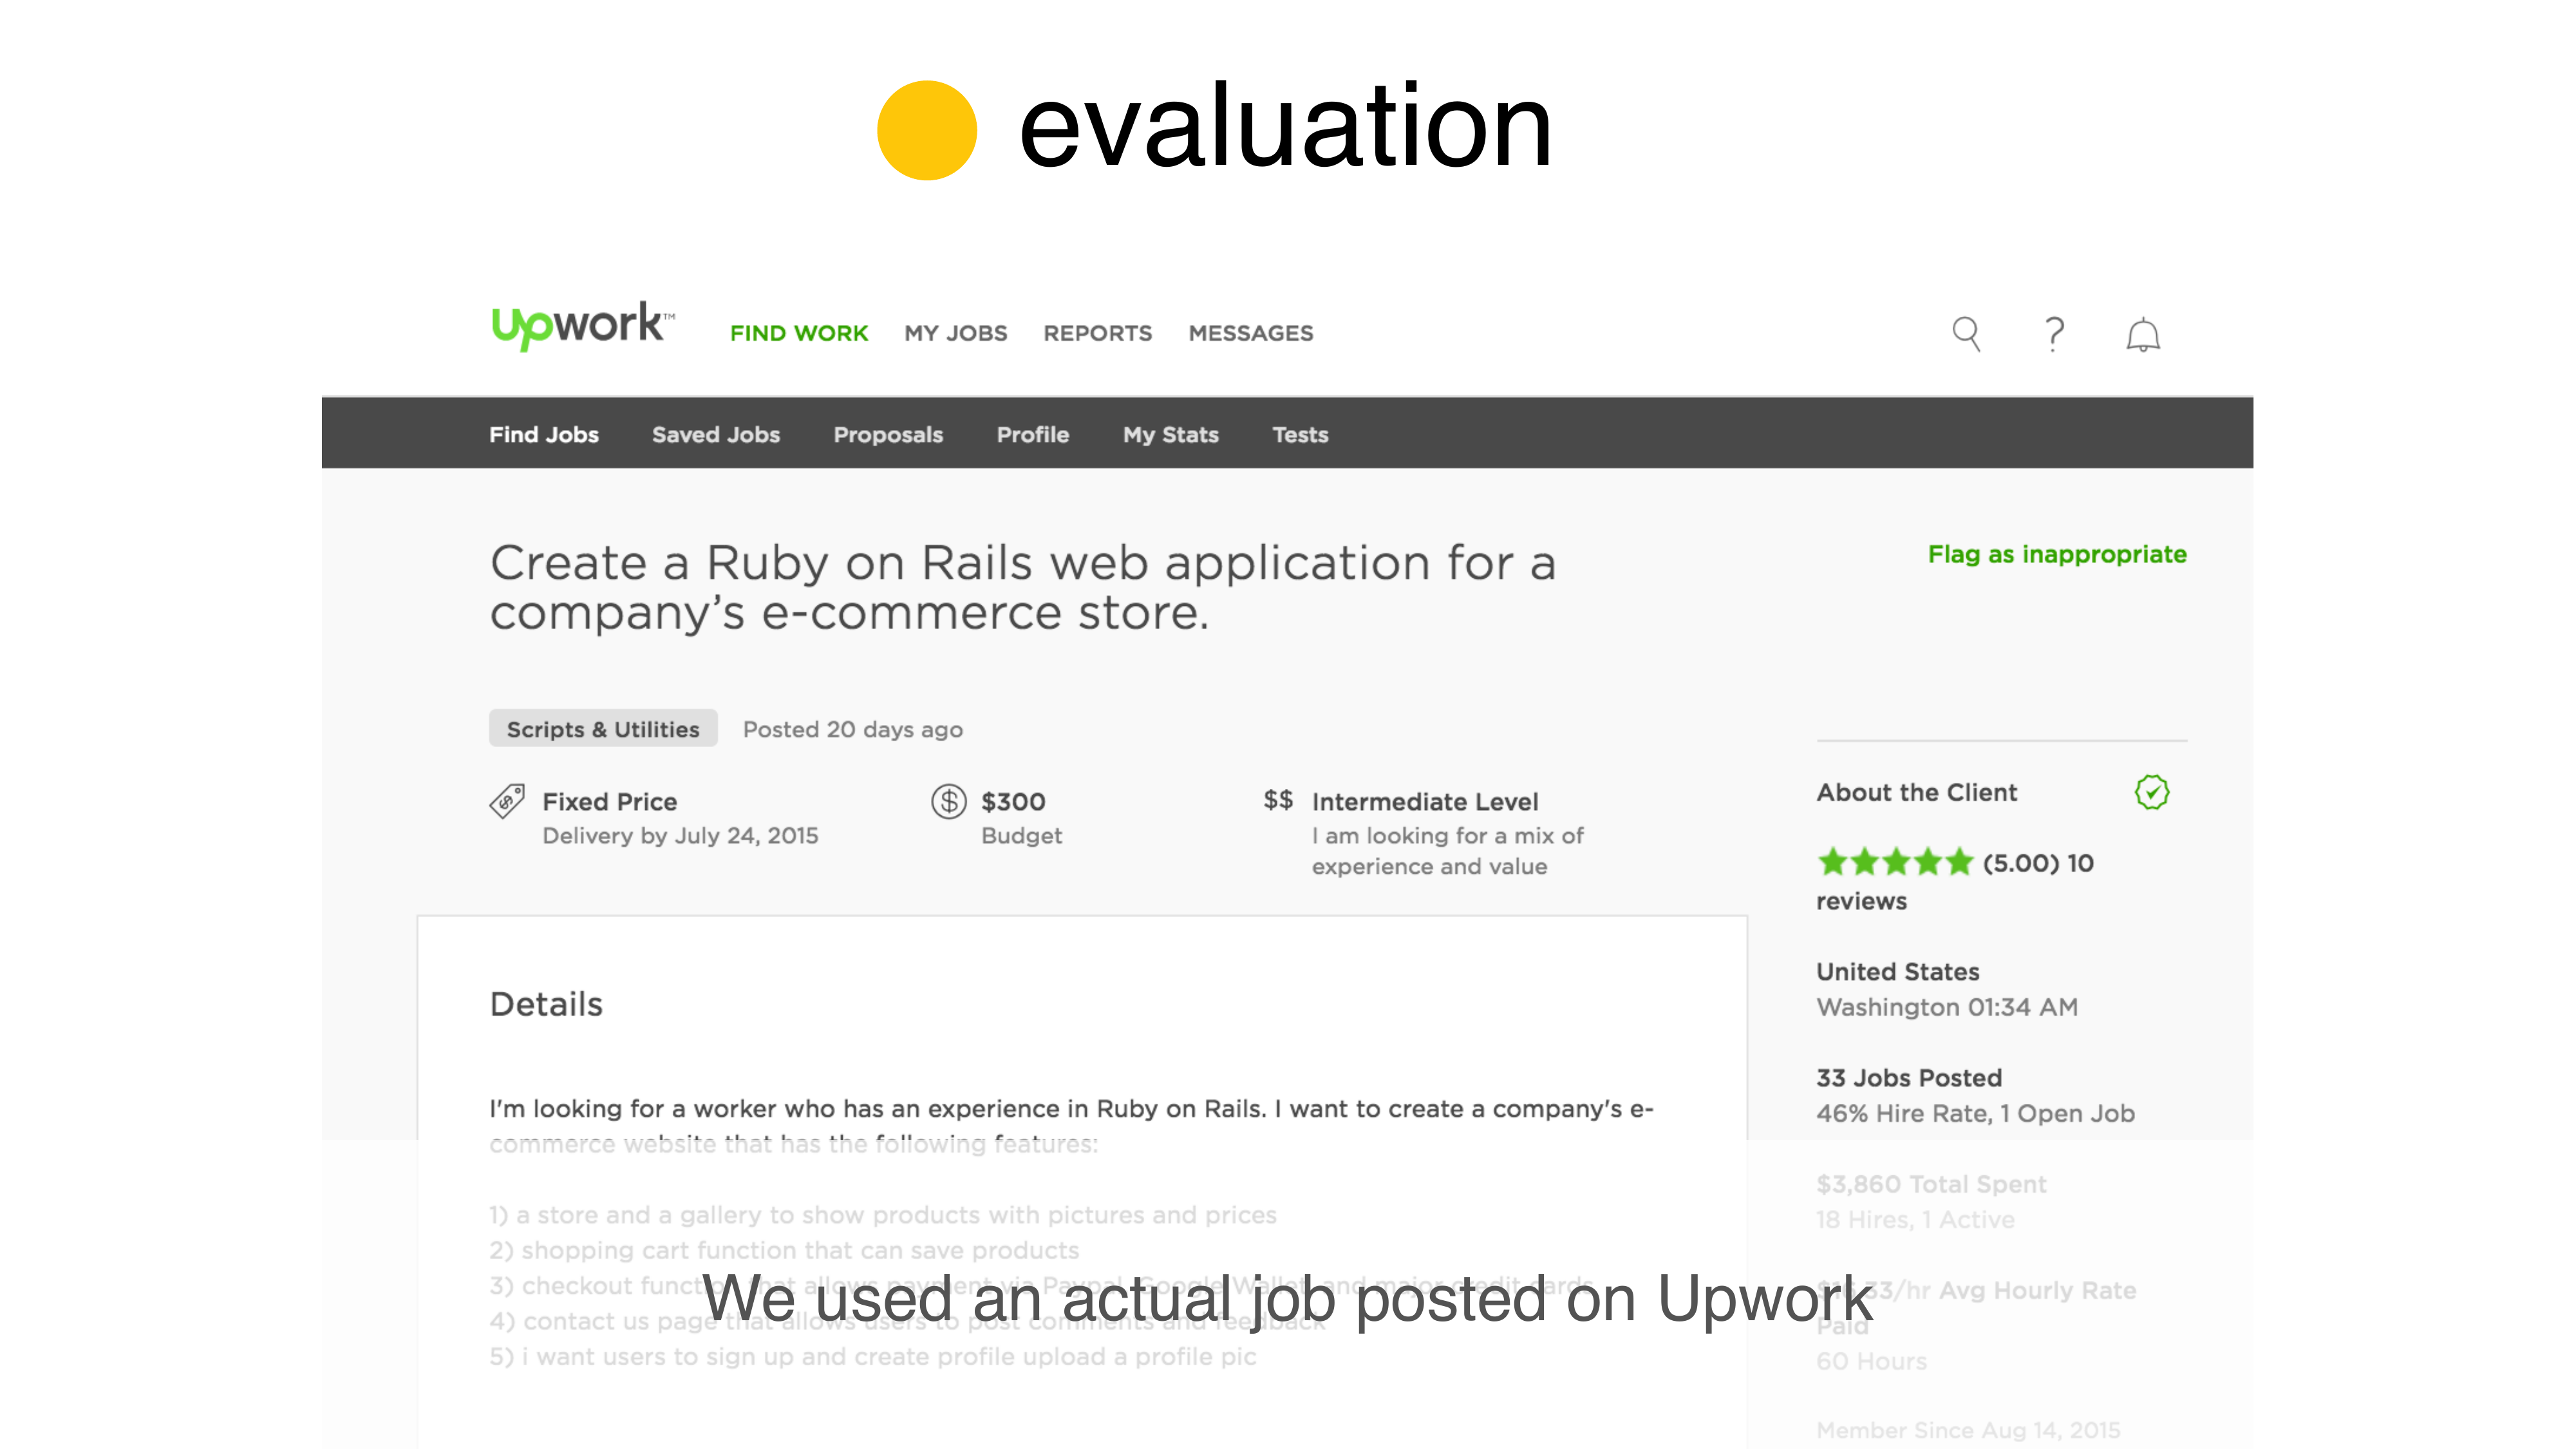 evaluation
upwork™
FIND WORK MY JOBS REPORTS MESSAGES
Find Jobs Saved Jobs Proposals Profile My Stats Tests
Create a Ruby on Rails web application for a
company’s e-commerce store.
Flag as inappropriate
Scripts & Utilities Posted 20 days ago
Fixed Price
Delivery by July 24, 2015
$300
Budget
$$ Intermediate Level
I am looking for a mix of
experience and value
Details
I'm looking for a worker who has an experience in Ruby on Rails. I want to create a company's e-
commerce website that has the following features:
1) a store and a gallery to show products with pictures and prices
2) shopping cart function that can save products
3) checkout function that allows payment via Paypal, Google Wallet, and major credit cards
4) contact us page that allows users to post comments and feedback
5) i want users to sign up and create profile upload a profile pic
About the Client
(5.00) 10
reviews
United States
Washington 01:34 AM
33 Jobs Posted
46% Hire Rate, 1 Open Job
$3,860 Total Spent
18 Hires, 1 Active
/hr Avg Hourly Rate
Paid
60 Hours
Member Since Aug 14, 2015
We used an actual job posted on Upwork